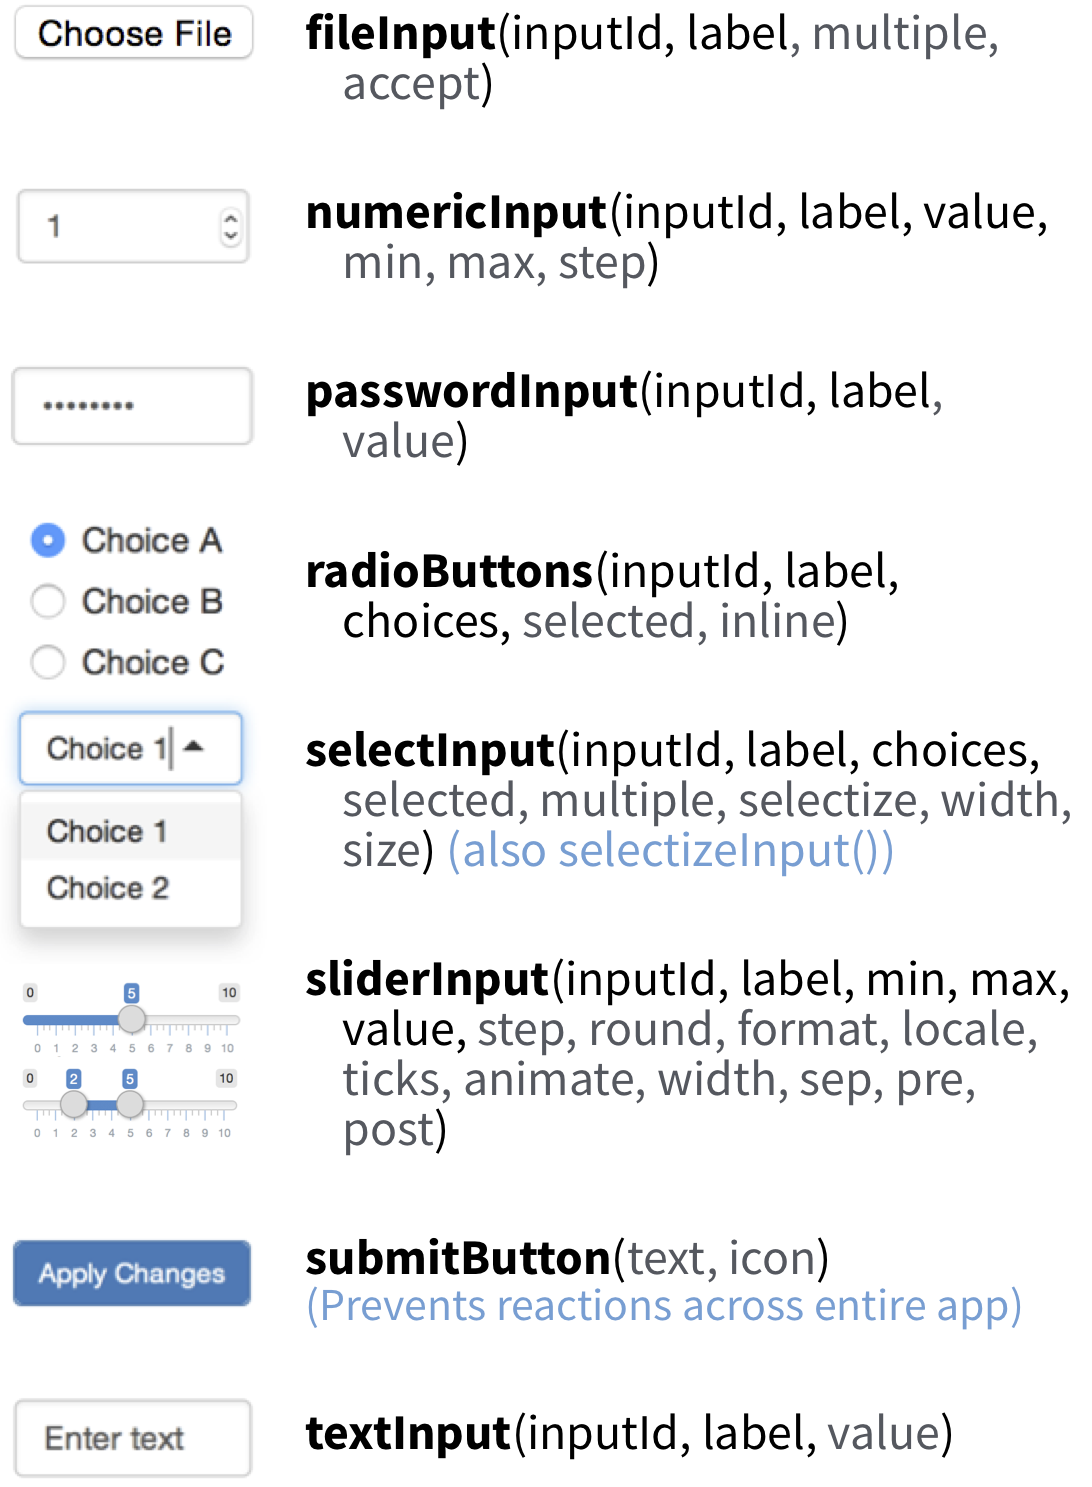 Choose File
fileInput(inputId, label, multiple,
accept)
1
numericInput(inputId, label, value,
min, max, step)
••••••••
passwordInput(inputId, label,
value)
Choice A
Choice B
Choice C
radioButtons(inputId, label,
choices, selected, inline)
Choice 1
Choice 1
Choice 2
selectInput(inputId, label, choices,
selected, multiple, selectize, width,
size) (also selectizeInput())
0 5 10
0 1 2 3 4 5 6 7 8 9 10
0 2 5 10
0 1 2 3 4 5 6 7 8 9 10
sliderInput(inputId, label, min, max,
value, step, round, format, locale,
ticks, animate, width, sep, pre,
post)
Apply Changes
submitButton(text, icon)
(Prevents reactions across entire app)
Enter text
textInput(inputId, label, value)